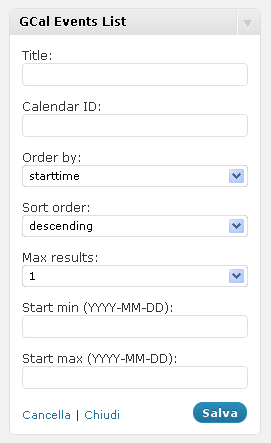 GCal Events List
Title:
Calendar ID:
Order by:
starttime
Sort order:
descending
Max results:
1
Start min (YYYY-MM-DD):
Start max (YYYY-MM-DD):
Cancella | Chiudi Salva